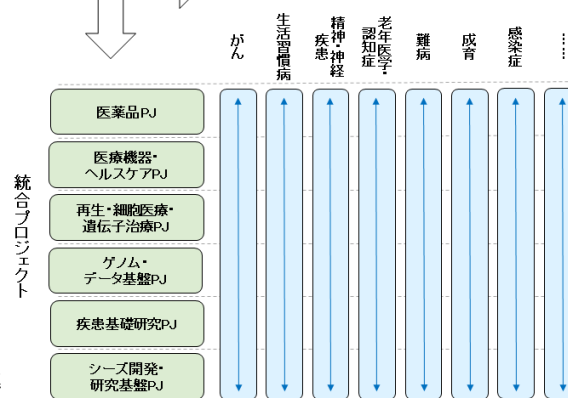 がん
生活習慣病
精神・神経
疾患
老年医学・
認知症
難病
成育
感染症
……
統合プロジェクト
医薬品PJ
医療機器・
ヘルスケアPJ
再生・細胞医療・
遺伝子治療PJ
ゲノム・
データ基盤PJ
疾患基礎研究PJ
シーズ開発・
研究基盤PJ